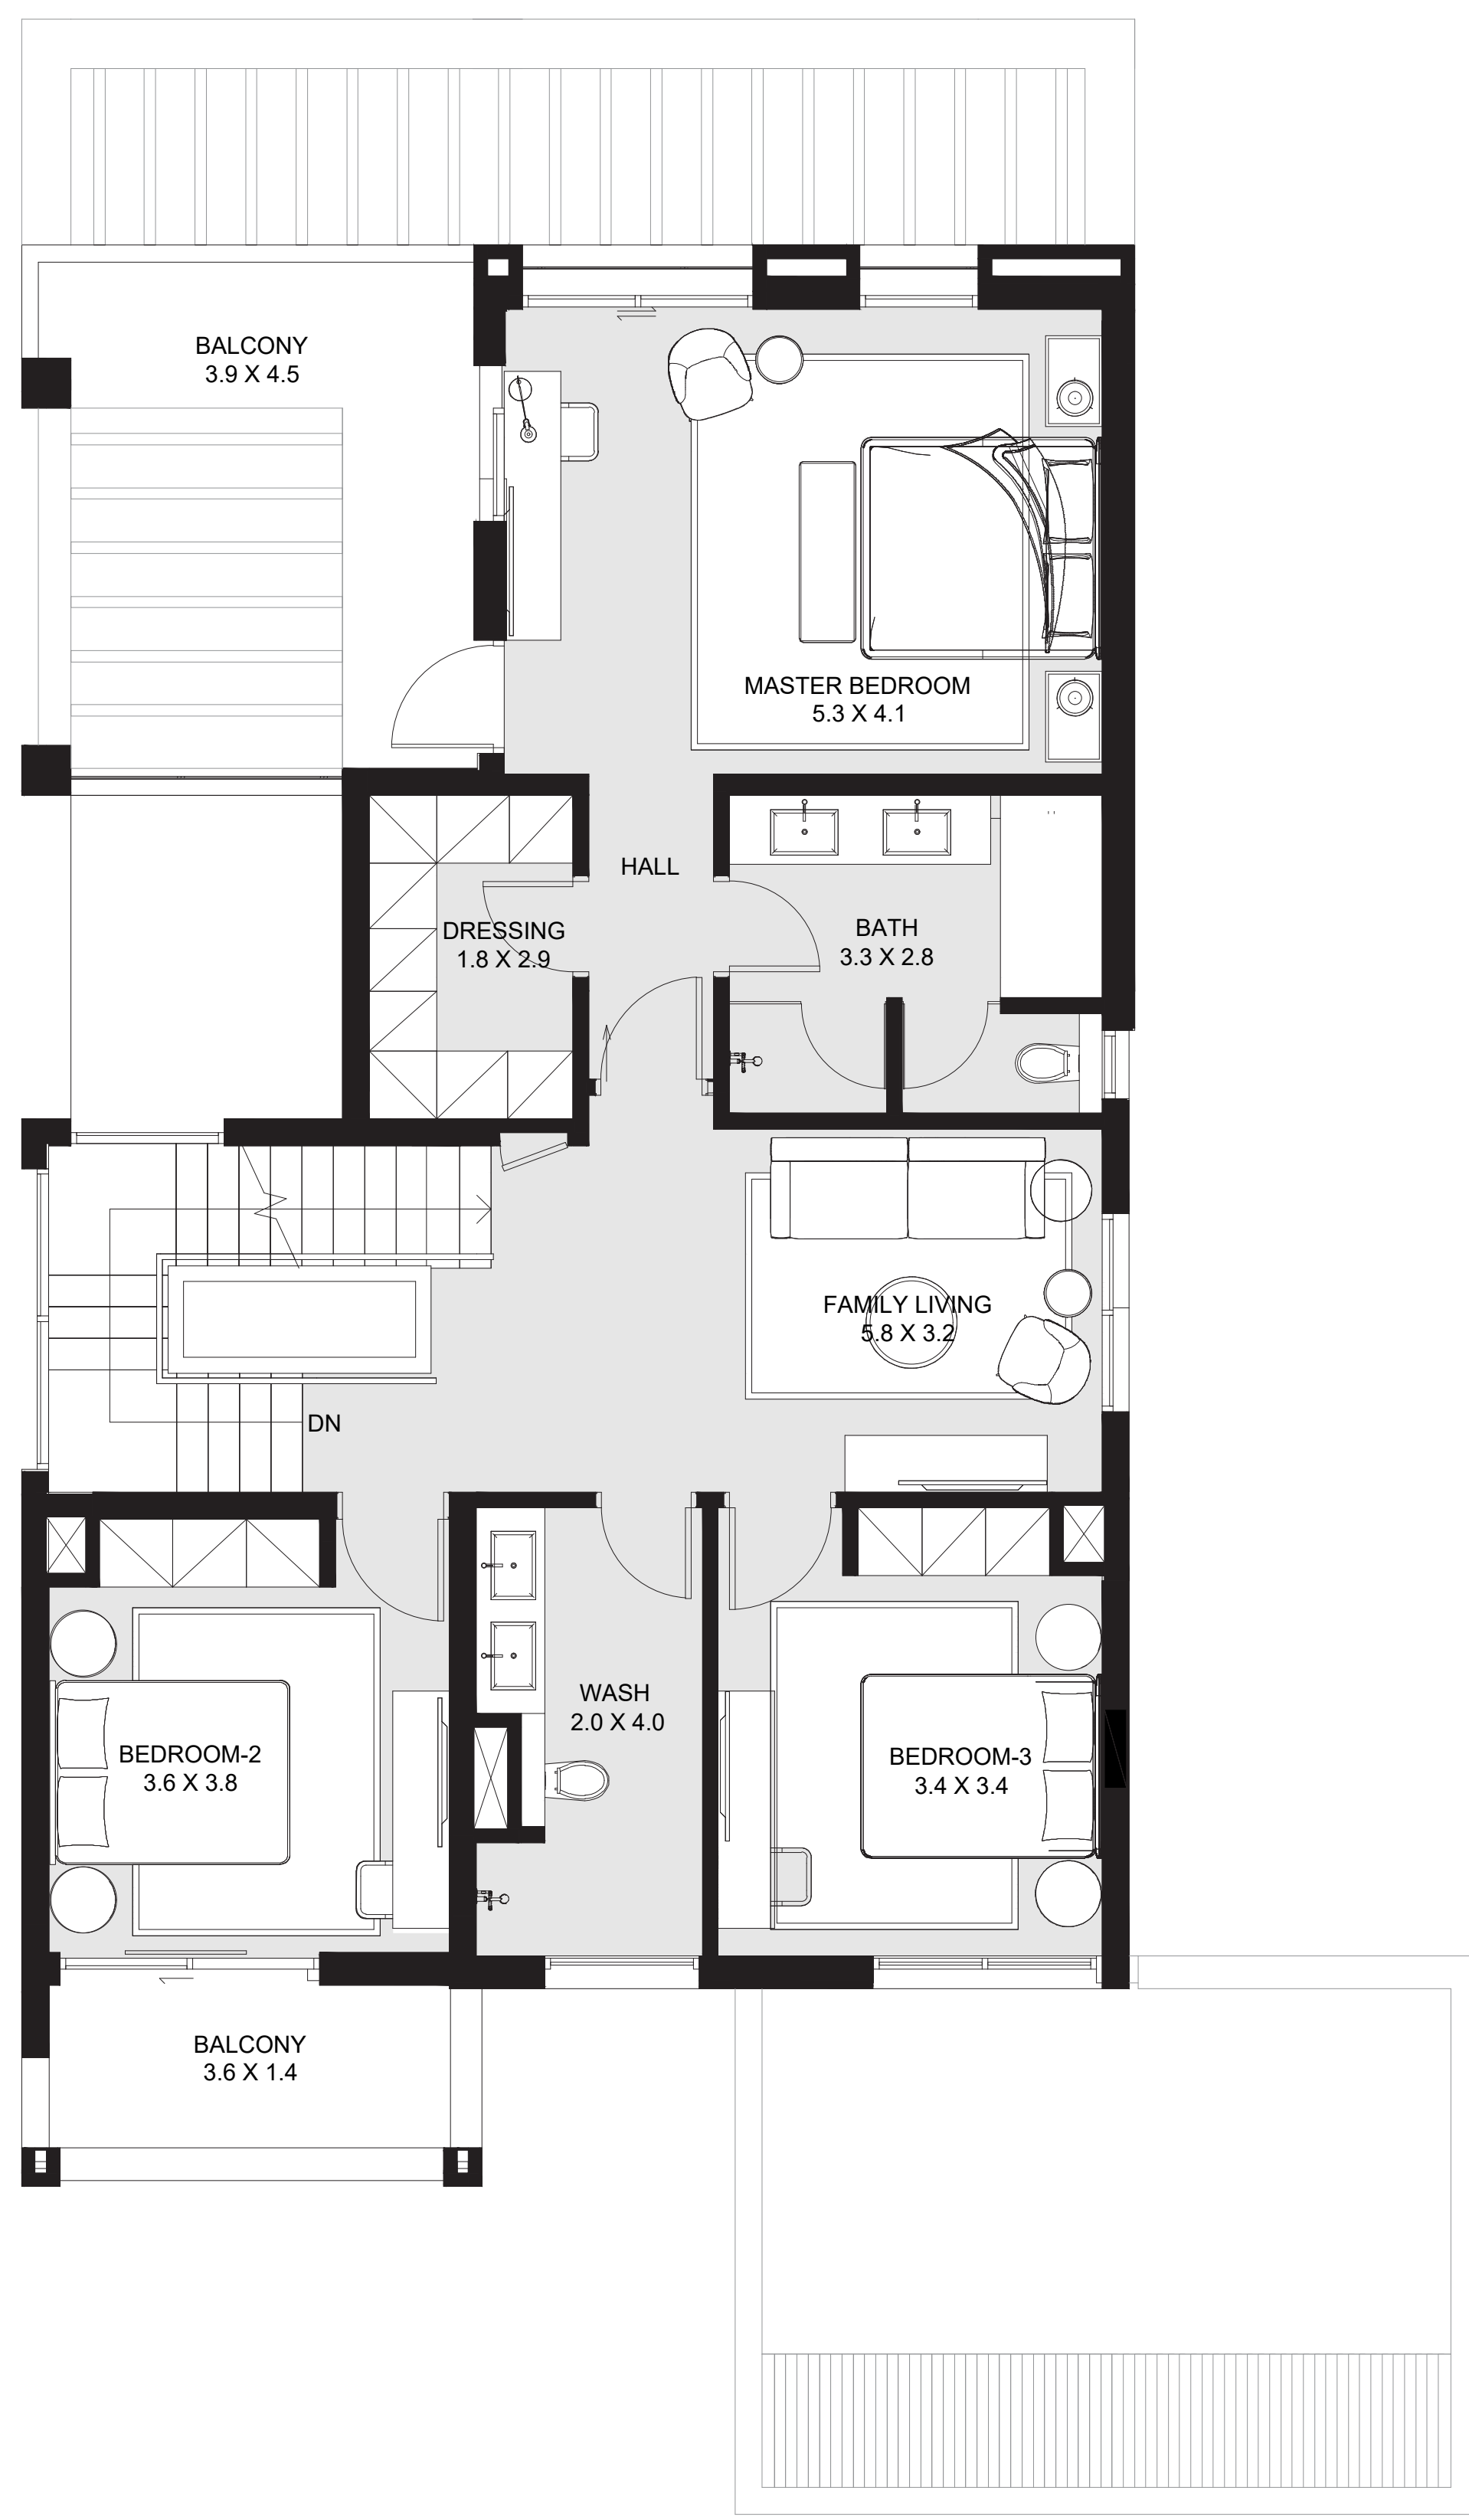 BALCONY
3.9 X 4.5
MASTER BEDROOM
5.3 X 4.1
HALL
DRESSING
1.8 X 2.9
BATH
3.3 X 2.8
FAMILY LIVING
5.8 X 3.2
DN
WASH
2.0 X 4.0
BEDROOM-2
3.6 X 3.8
BEDROOM-3
3.4 X 3.4
BALCONY
3.6 X 1.4